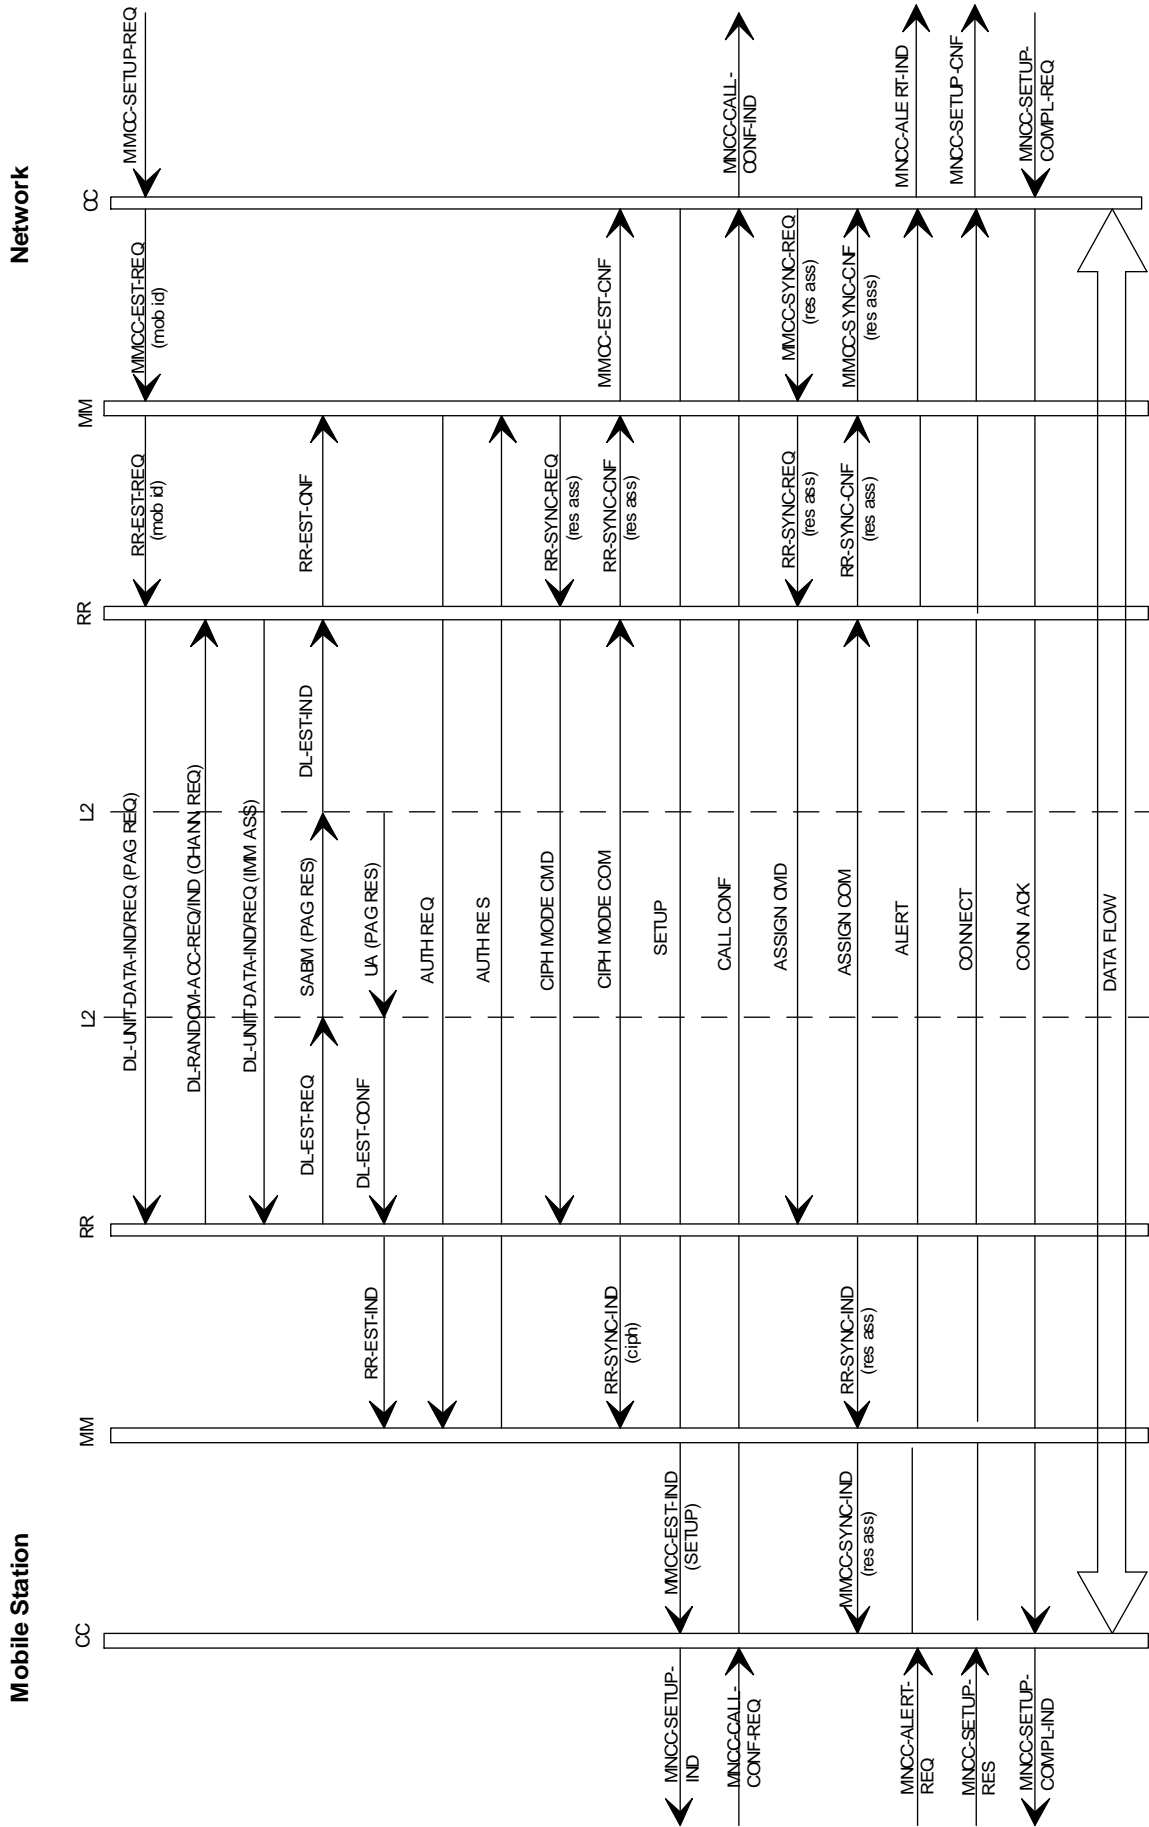 Mobile Station
Network
CC
MM
RR
L2
L2
RR
MM
CC
DL-UNIT-DATA-IND/REQ (PAG REQ)
RR-EST-REQ
(mob id)
MMCC-EST-REQ
(mob id)
MMCC-SETUP-REQ
DL-RANDOM-ACC-REQ/IND (CHANN REQ)
DL-UNIT-DATA-IND/REQ (IMM ASS)
DL-EST-REQ
SABM (PAG RES)
DL-EST-IND
RR-EST-CNF
RR-EST-IND
DL-EST-CONF
UA (PAG RES)
AUTH REQ
AUTH RES
CIPH MODE CMD
RR-SYNC-REQ
(res ass)
RR-SYNC-IND
(ciph)
CIPH MODE COM
RR-SYNC-CNF
(res ass)
MMCC-EST-CNF
MNCC-SETUP-
IND
MMCC-EST-IND
(SETUP)
SETUP
MNCC-CALL-
CONF-REQ
CALL CONF
MNCC-CALL-
CONF-IND
ASSIGN CMD
RR-SYNC-REQ
(res ass)
MMCC-SYNC-REQ
(res ass)
MMCC-SYNC-IND
(res ass)
RR-SYNC-IND
(res ass)
ASSIGN COM
RR-SYNC-CNF
(res ass)
MMCC-SYNC-CNF
(res ass)
MNCC-ALERT-
REQ
ALERT
MNCC-ALERT-IND
MNCC-SETUP-
RES
CONNECT
MNCC-SETUP-CNF
MNCC-SETUP-
COMPL-IND
CONN ACK
MNCC-SETUP-
COMPL-REQ
DATA FLOW